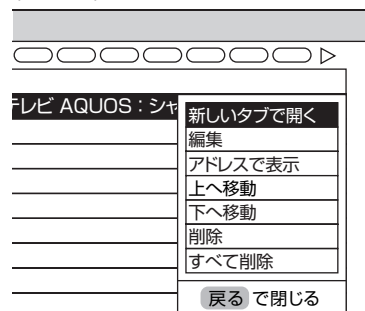 テレビ AQUOS：シャ
新しいタブで開く
編集
アドレスで表示
上へ移動
下へ移動
削除
すべて削除
戻る で閉じる